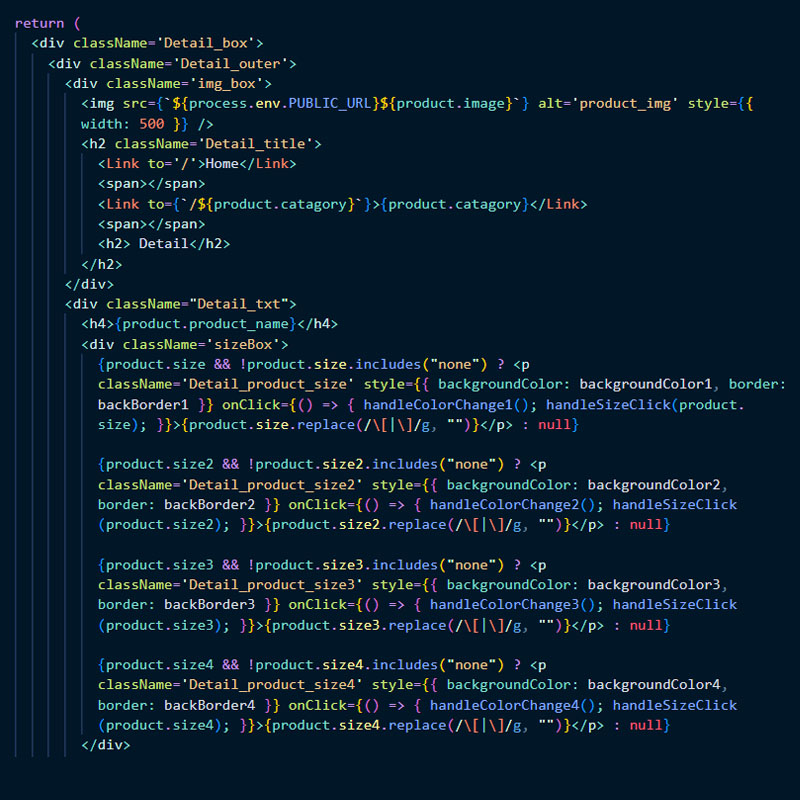 return (
<div className='Detail_box'>
<div className='Detail_outer'>
<div className='img_box'>
<img src={`${process.env.PUBLIC_URL}${product.image}`} alt='product_img' style={{
width: 500 }} />
<h2 className='Detail_title'>
<Link to='/'>Home</Link>
<span></span>
<Link to={`/${product.catagory}`}>{product.catagory}</Link>
<span></span>
<h2> Detail</h2>
</h2>
</div>
<div className="Detail_txt">
<h4>{product.product_name}</h4>
<div className='sizeBox'>
{product.size && !product.size.includes("none") ? <p
className='Detail_product_size' style={{ backgroundColor: backgroundColor1, border:
backBorder1 }} onClick={() => { handleColorChange1(); handleSizeClick(product.
size); }}>{product.size.replace(/\[|\]/g, "")}</p> : null}
{product.size2 && !product.size2.includes("none") ? <p
className='Detail_product_size2' style={{ backgroundColor: backgroundColor2,
border: backBorder2 }} onClick={() => { handleColorChange2(); handleSizeClick
(product.size2); }}>{product.size2.replace(/\[|\]/g, "")}</p> : null}
{product.size3 && !product.size3.includes("none") ? <p
className='Detail_product_size3' style={{ backgroundColor: backgroundColor3,
border: backBorder3 }} onClick={() => { handleColorChange3(); handleSizeClick
(product.size3); }}>{product.size3.replace(/\[|\]/g, "")}</p> : null}
{product.size4 && !product.size4.includes("none") ? <p
className='Detail_product_size4' style={{ backgroundColor: backgroundColor4,
border: backBorder4 }} onClick={() => { handleColorChange4(); handleSizeClick
(product.size4); }}>{product.size4.replace(/\[|\]/g, "")}</p> : null}
</div>